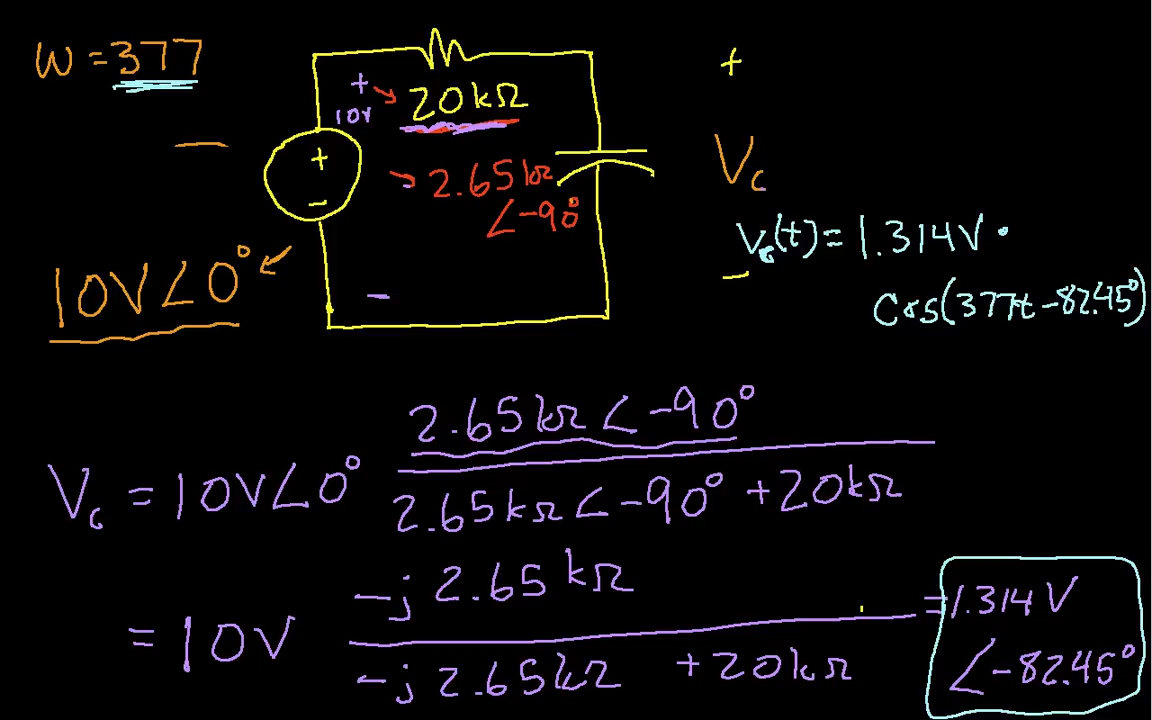 ω = 377
+
10V
−
20kΩ
2.65kΩ
∠-90°
+
−
10V∠0°
+
Vc
−
Vc(t) = 1.314V ·
Cos(377t -82.45°)
2.65kΩ ∠ -90°
Vc = 10V∠0°
2.65kΩ ∠ -90° + 20kΩ
-j 2.65 kΩ
= 10V
-j 2.65kΩ + 20kΩ
= 1.314 V
∠-82.45°